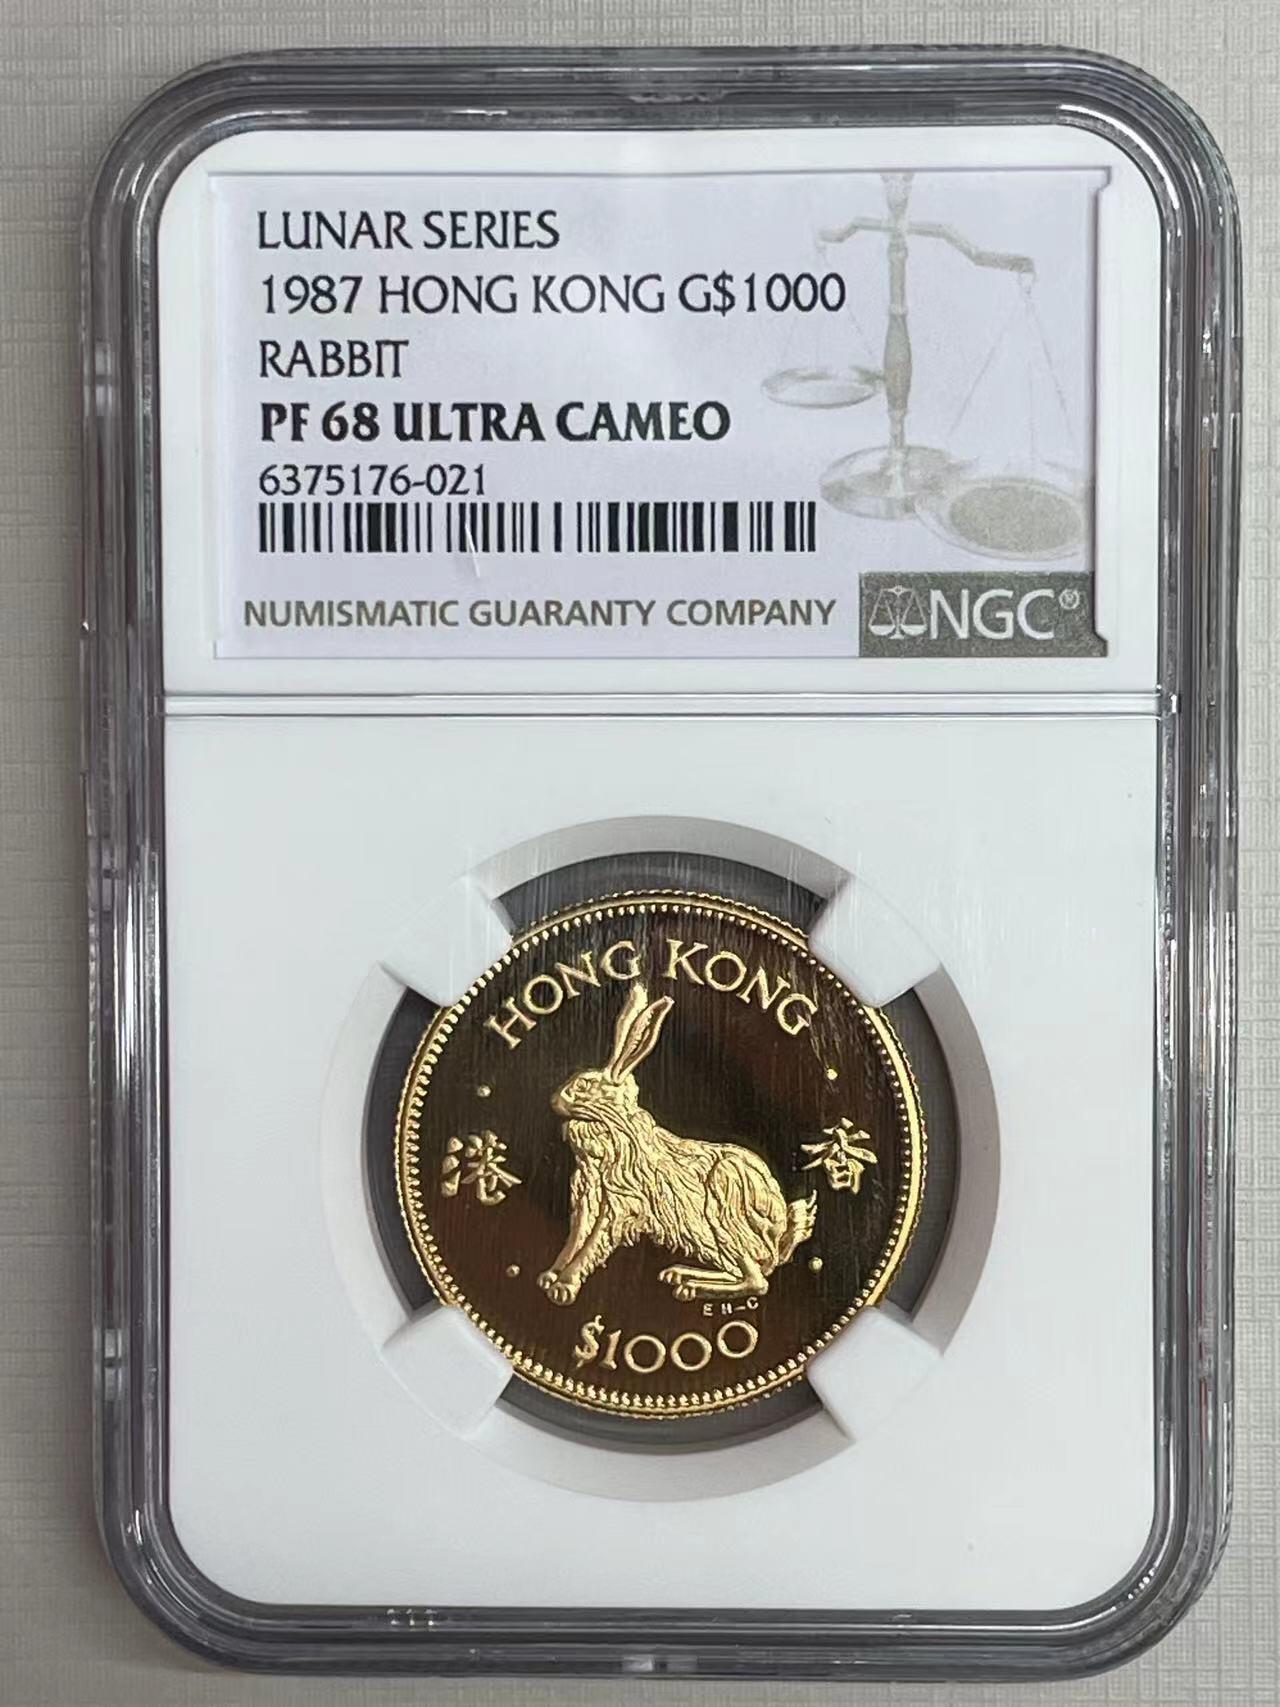 LUNAR SERIES
1987 HONG KONG G$1000
RABBIT
PF 68 ULTRA CAMEO
6375176-021
NUMISMATIC GUARANTY COMPANY
NGC®
HONG KONG
港 香
EH-C
$1000